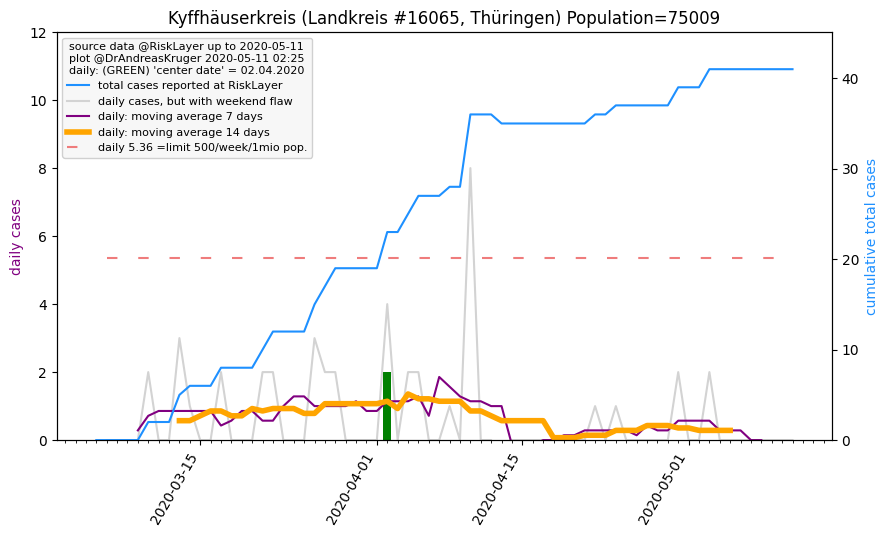 Kyffhäuserkreis (Landkreis #16065, Thüringen) Population=75009
source data @RiskLayer up to 2020-05-11
plot @DrAndreasKruger 2020-05-11 02:25
daily: (GREEN) 'center date' = 02.04.2020
total cases reported at RiskLayer
daily cases, but with weekend flaw
daily: moving average 7 days
daily: moving average 14 days
daily 5.36 =limit 500/week/1mio pop.
daily cases
12
10
8
6
4
2
0
cumulative total cases
40
30
20
10
0
2020-03-15
2020-04-01
2020-04-15
2020-05-01